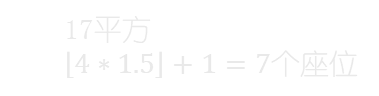 17平方
⌊4 ∗ 1.5⌋ + 1 = 7个座位